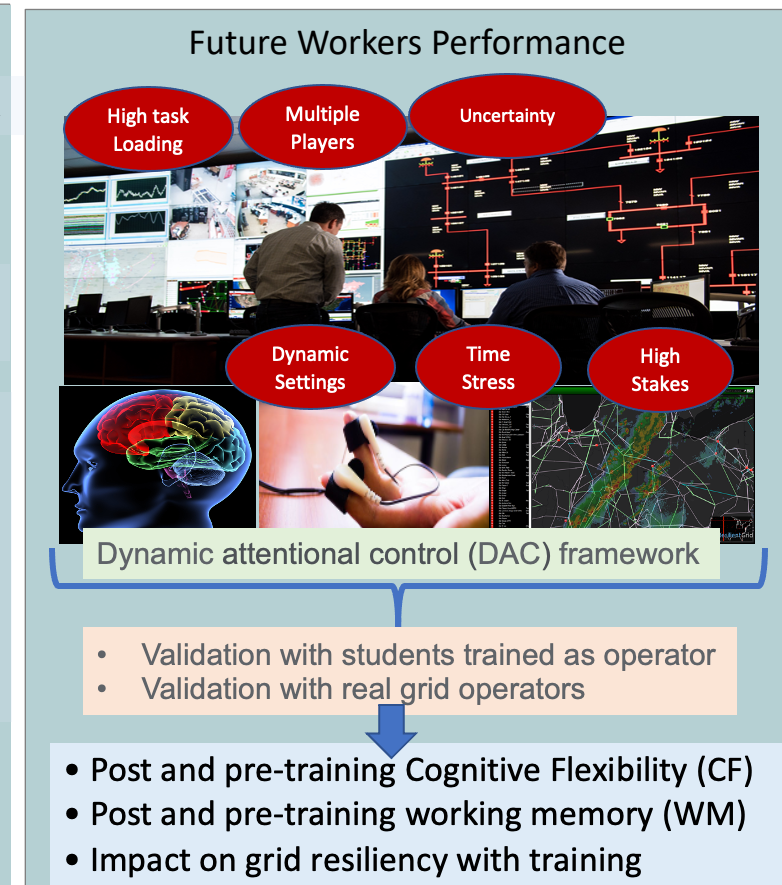 Future Workers Performance
High task
Loading
Multiple
Players
Uncertainty
Dynamic
Settings
Time
Stress
High
Stakes
Dynamic attentional control (DAC) framework
• Validation with students trained as operator
• Validation with real grid operators
• Post and pre-training Cognitive Flexibility (CF)
• Post and pre-training working memory (WM)
• Impact on grid resiliency with training